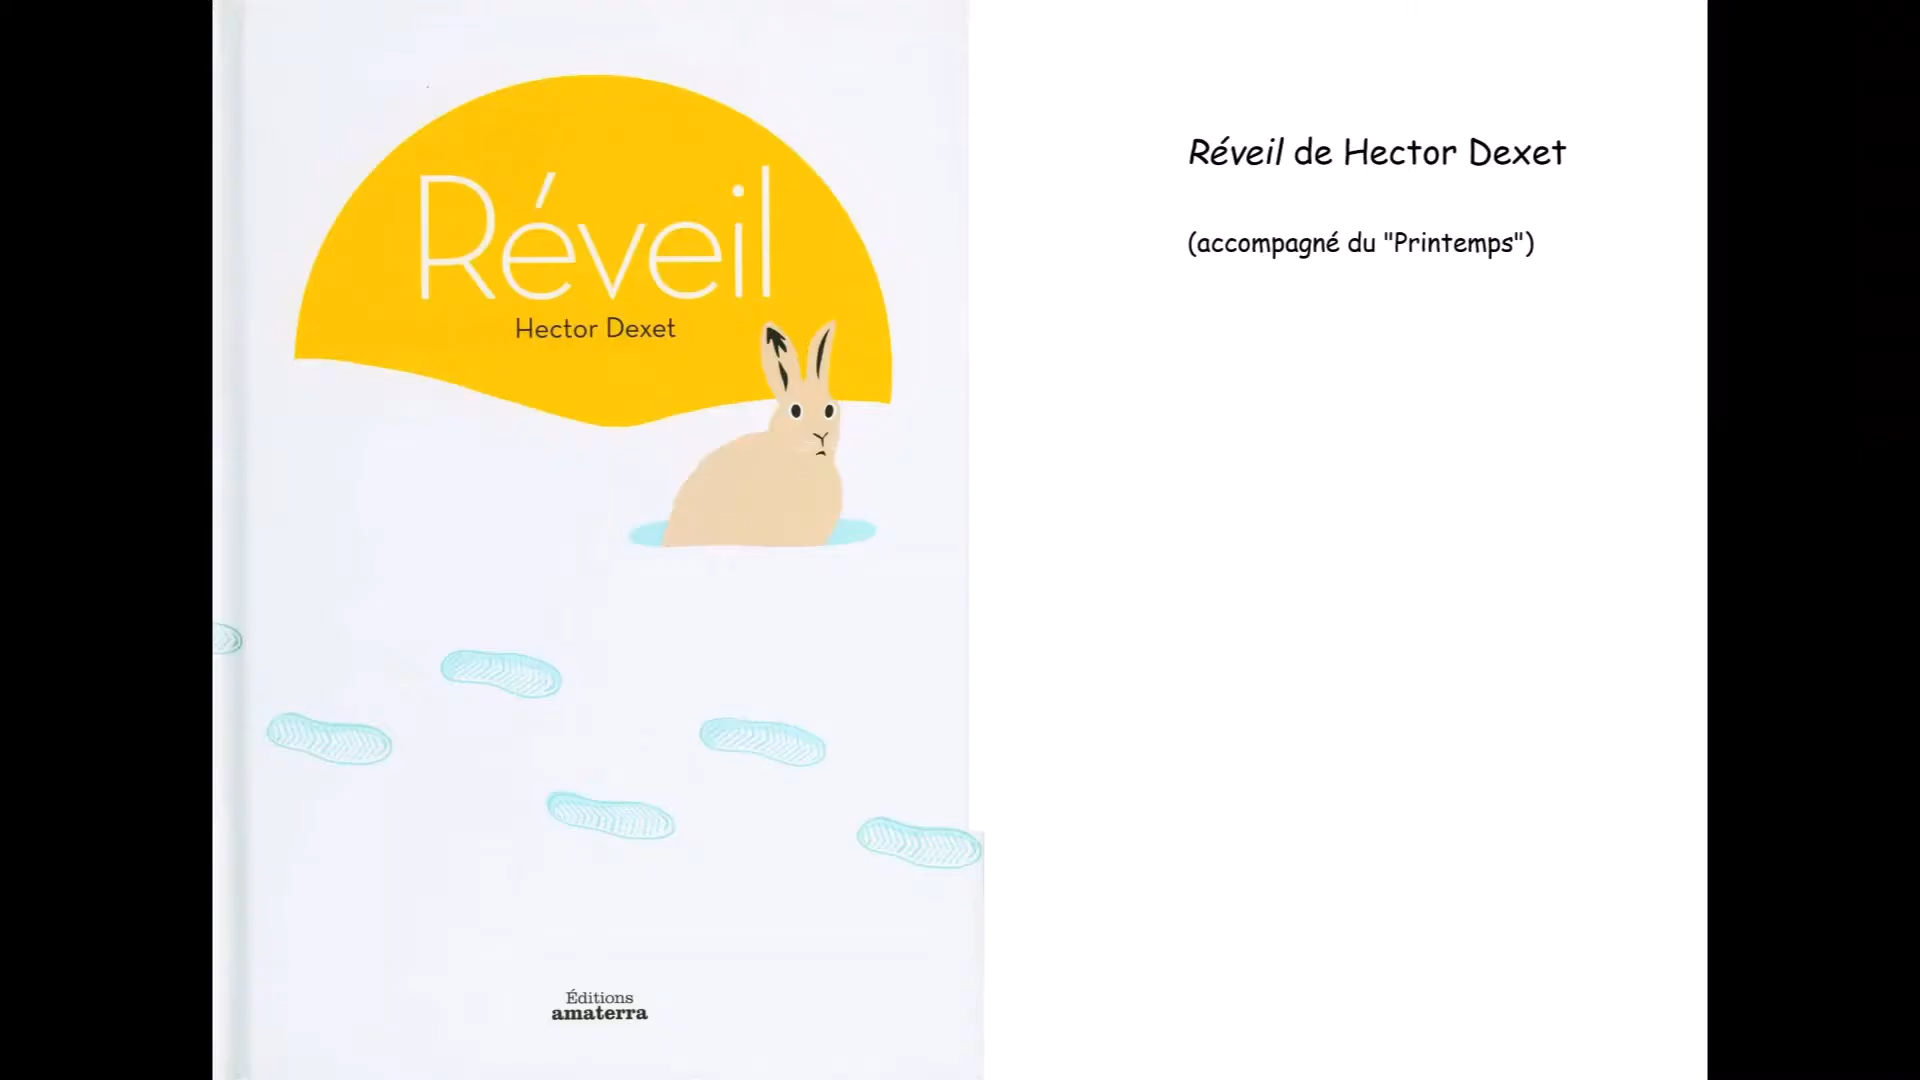 Réveil
Hector Dexet
Éditions
amaterra
Réveil de Hector Dexet
(accompagné du "Printemps")